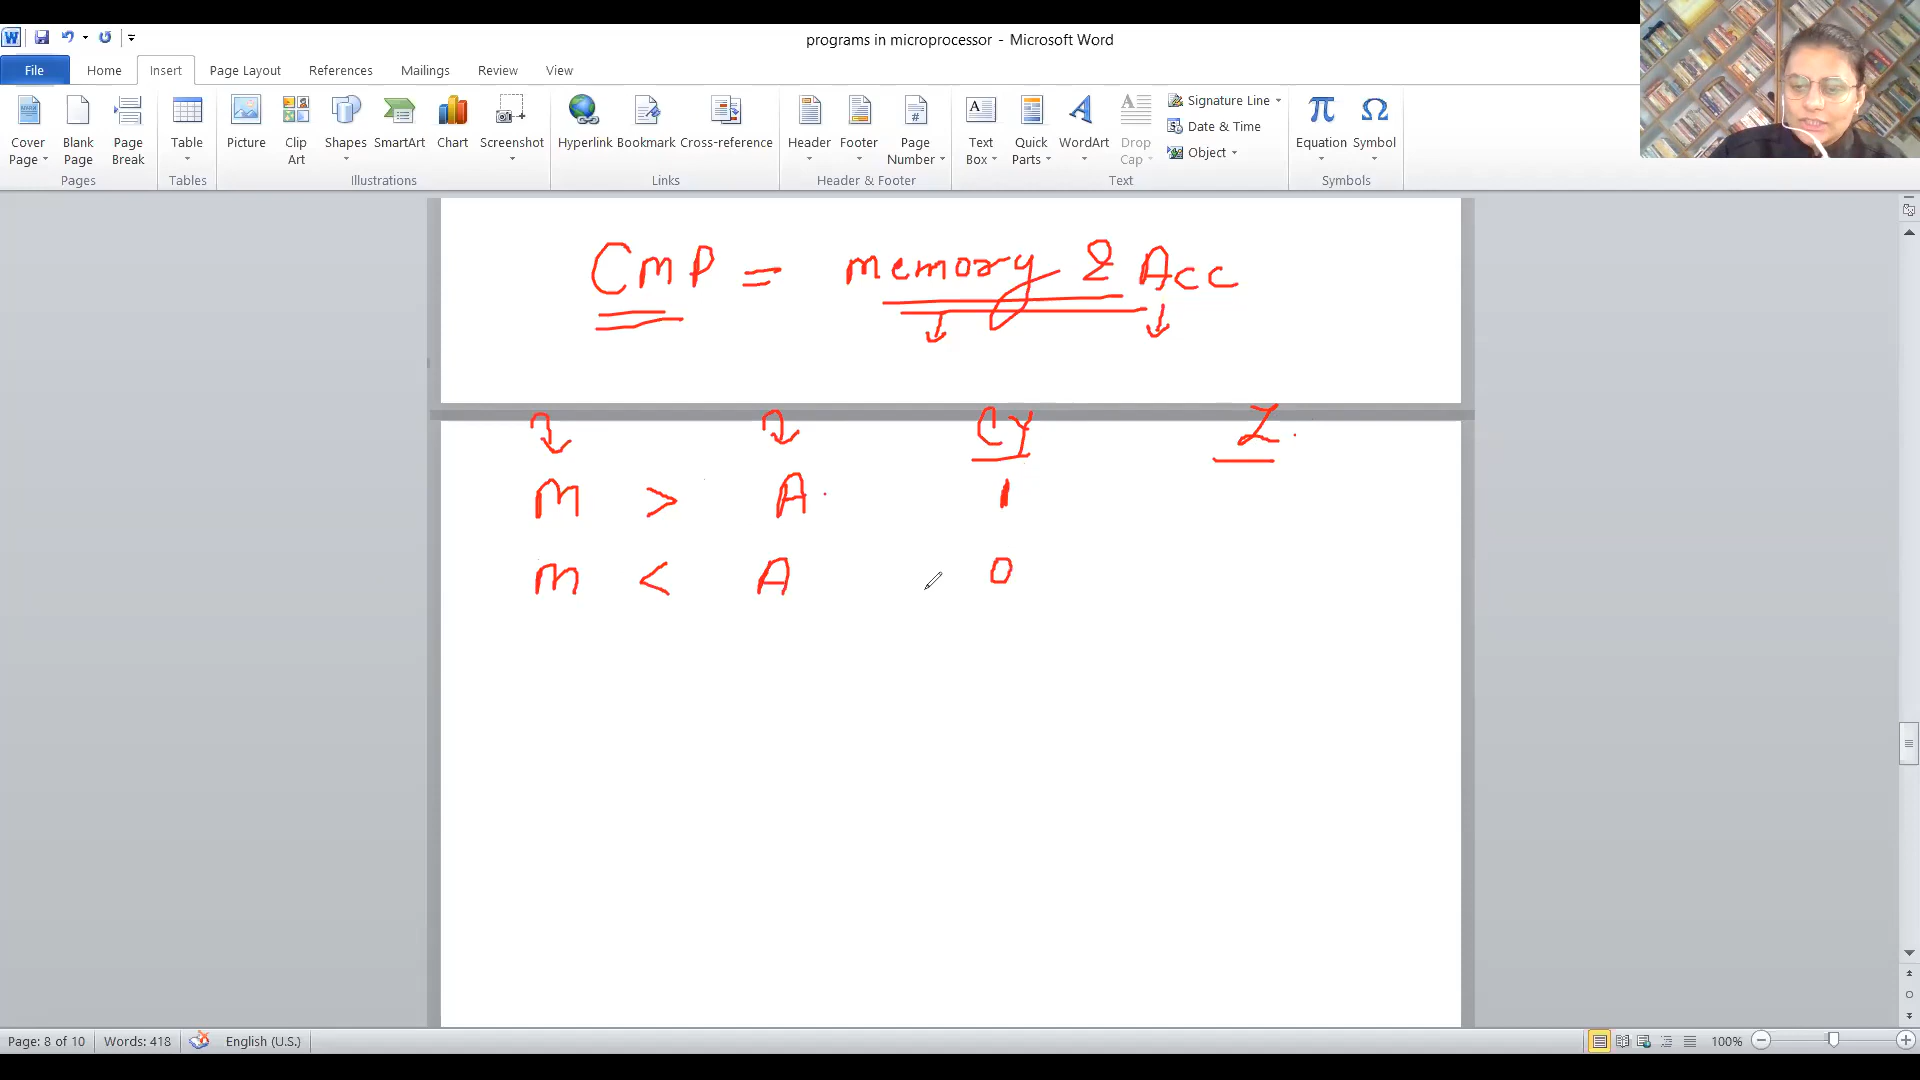 programs in microprocessor - Microsoft Word
File Home Insert Page Layout References Mailings Review View
Cover Page Blank Page Page Break Table Picture Clip Art Shapes SmartArt Chart Screenshot Hyperlink Bookmark Cross-reference Header Footer Page Number Text Box Quick Parts WordArt Drop Cap Signature Line Date & Time Object Equation Symbol
Pages Tables Illustrations Links Header & Footer Text Symbols
CMP = memory & Acc
CY Z
M > A 1
M < A 0
Page: 8 of 10 Words: 418 English (U.S.) 100%